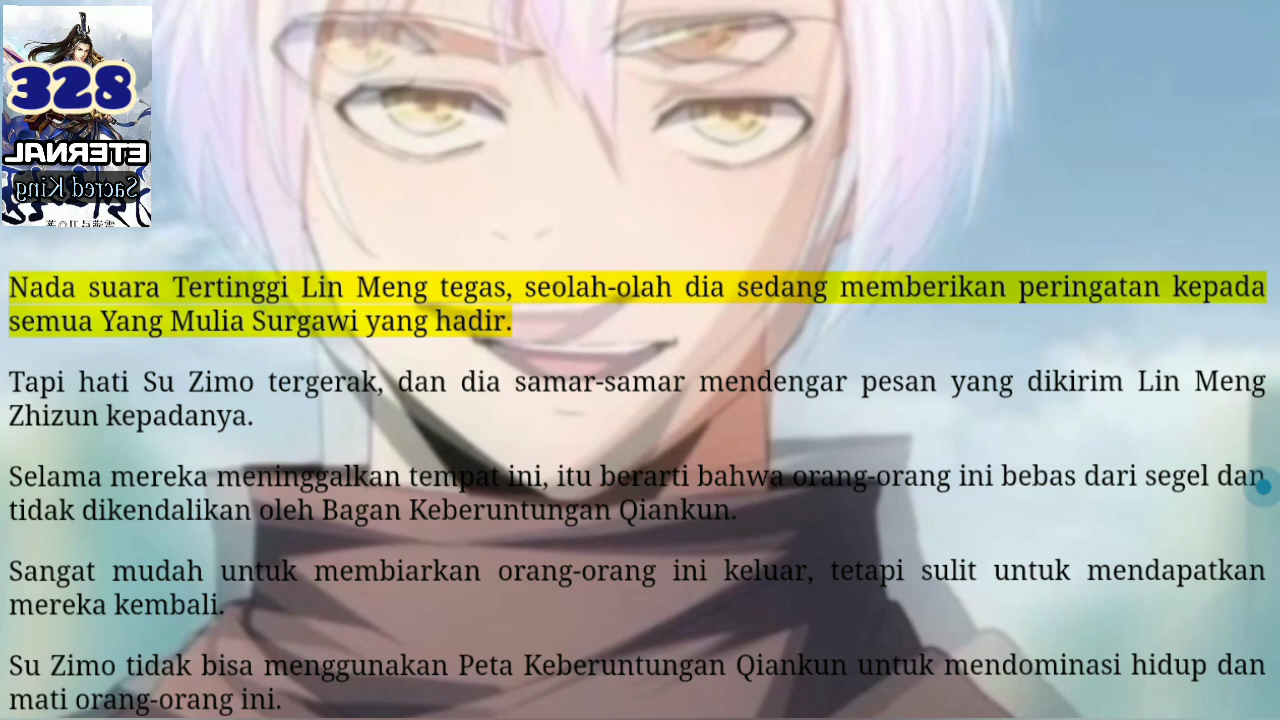 328
ETERNAL
Sacred King
Nada suara Tertinggi Lin Meng tegas, seolah-olah dia sedang memberikan peringatan kepada
semua Yang Mulia Surgawi yang hadir.
Tapi hati Su Zimo tergerak, dan dia samar-samar mendengar pesan yang dikirim Lin Meng
Zhizun kepadanya.
Selama mereka meninggalkan tempat ini, itu berarti bahwa orang-orang ini bebas dari segel dan
tidak dikendalikan oleh Bagan Keberuntungan Qiankun.
Sangat mudah untuk membiarkan orang-orang ini keluar, tetapi sulit untuk mendapatkan
mereka kembali.
Su Zimo tidak bisa menggunakan Peta Keberuntungan Qiankun untuk mendominasi hidup dan
mati orang-orang ini.